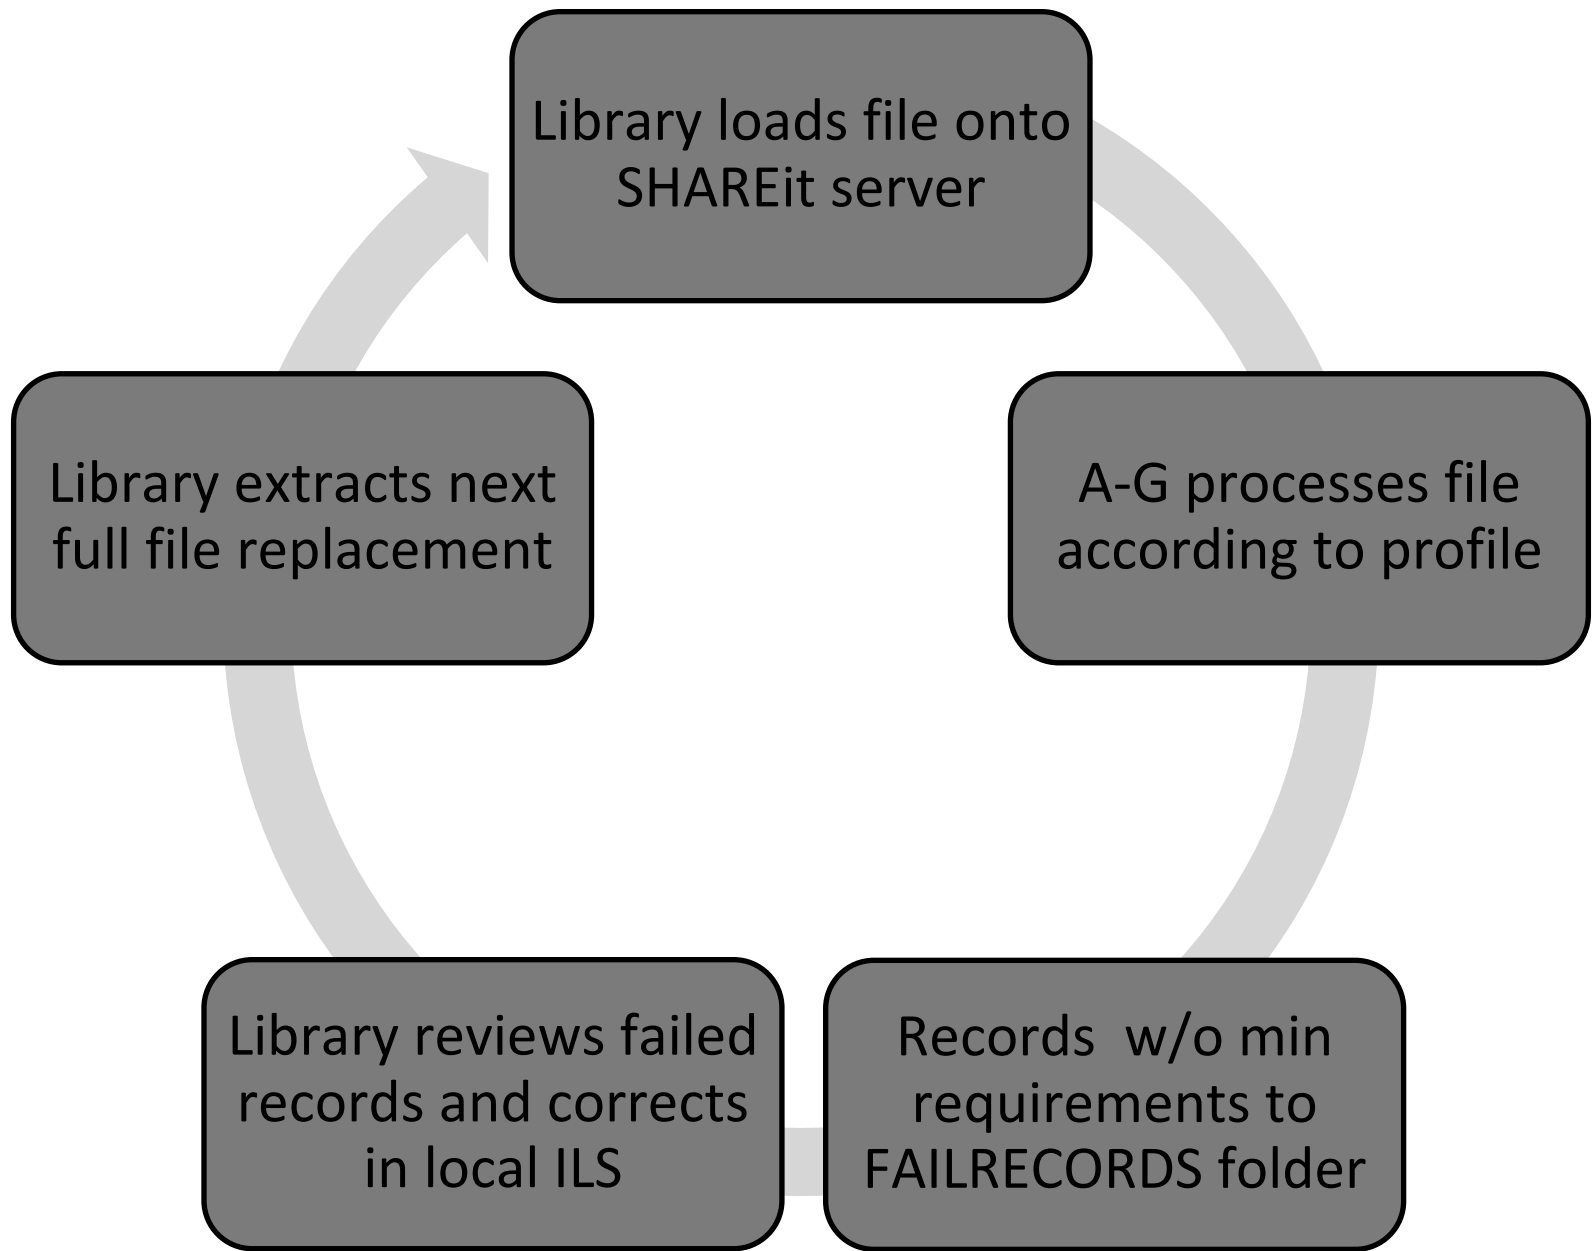 Library loads file onto
SHAREit server
A-G processes file
according to profile
Records  w/o min
requirements to
FAILRECORDS folder
Library reviews failed
records and corrects
in local ILS
Library extracts next
full file replacement